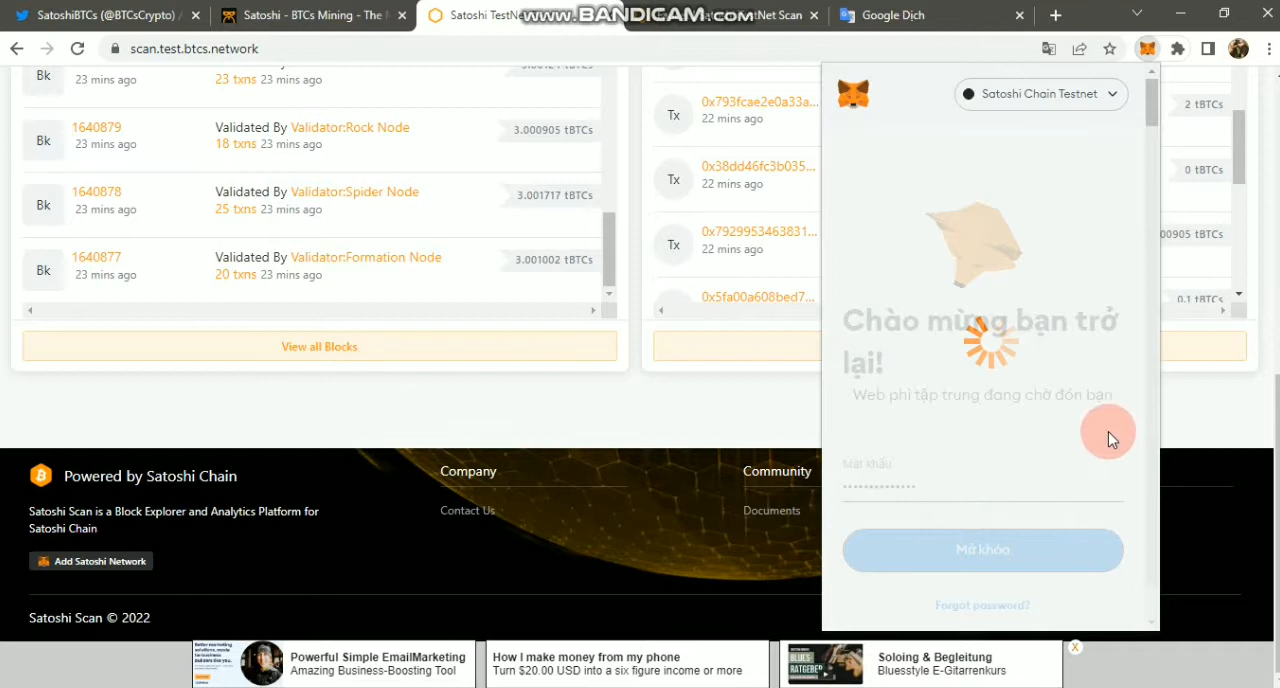 SatoshiBTCs (@BTCsCrypto)
Satoshi - BTCs Mining - The
Satoshi TestNe
www.BANDICAM.com
tNet Scan
Google Dịch
scan.test.btcs.network
Bk
23 mins ago
23 txns 23 mins ago
Bk
1640879
23 mins ago
Validated By Validator:Rock Node
18 txns 23 mins ago
3.000905 tBTCs
Bk
1640878
23 mins ago
Validated By Validator:Spider Node
25 txns 23 mins ago
3.001717 tBTCs
Bk
1640877
23 mins ago
Validated By Validator:Formation Node
20 txns 23 mins ago
3.001002 tBTCs
View all Blocks
Tx
0x793fcae2e0a33a...
22 mins ago
2 tBTCs
Tx
0x38dd46fc3b035...
22 mins ago
0 tBTCs
Tx
0x7929953463831...
22 mins ago
00905 tBTCs
0x5fa00a608bed7...
0.1 tBTCs
Satoshi Chain Testnet
Chào mừng bạn trở
lại!
Web phi tập trung đang chờ đón bạn
Mật khẩu
Mở khóa
Forgot password?
Powered by Satoshi Chain
Satoshi Scan is a Block Explorer and Analytics Platform for
Satoshi Chain
Add Satoshi Network
Company
Contact Us
Community
Documents
Satoshi Scan © 2022
Powerful Simple EmailMarketing
Amazing Business-Boosting Tool
How I make money from my phone
Turn $20.00 USD into a six figure income or more
BLUES
RATGEBER
Soloing & Begleitung
Bluesstyle E-Gitarrenkurs
X